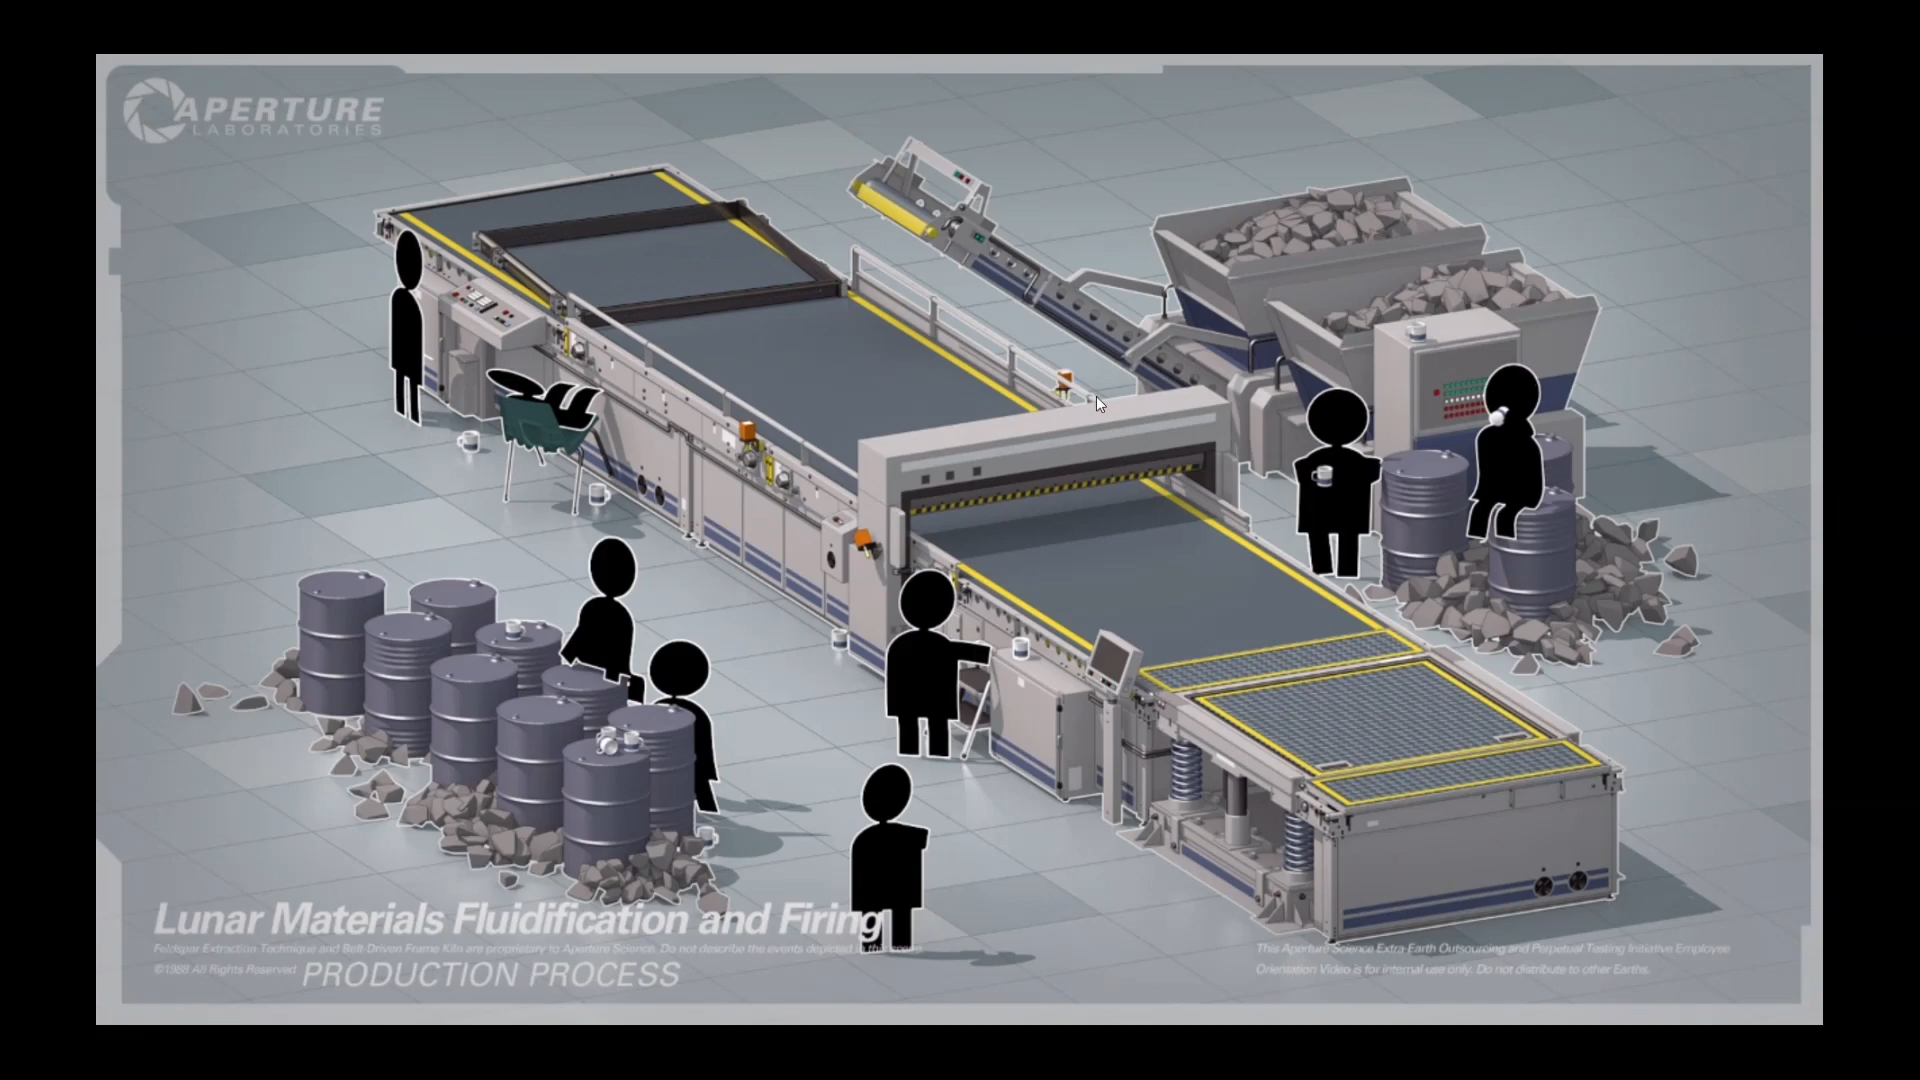 APERTURE
LABORATORIES
Lunar Materials Fluidification and Firing
Feldspar Extraction Technique and Belt-Driven Frame Kiln are proprietary to Aperture Science. Do not describe the events depicted in this scene
©1988 All Rights Reserved
PRODUCTION PROCESS
This Aperture Science Extra-Earth Outsourcing and Perpetual Testing Initiative Employee
Orientation Video is for internal use only. Do not distribute to other Earths.